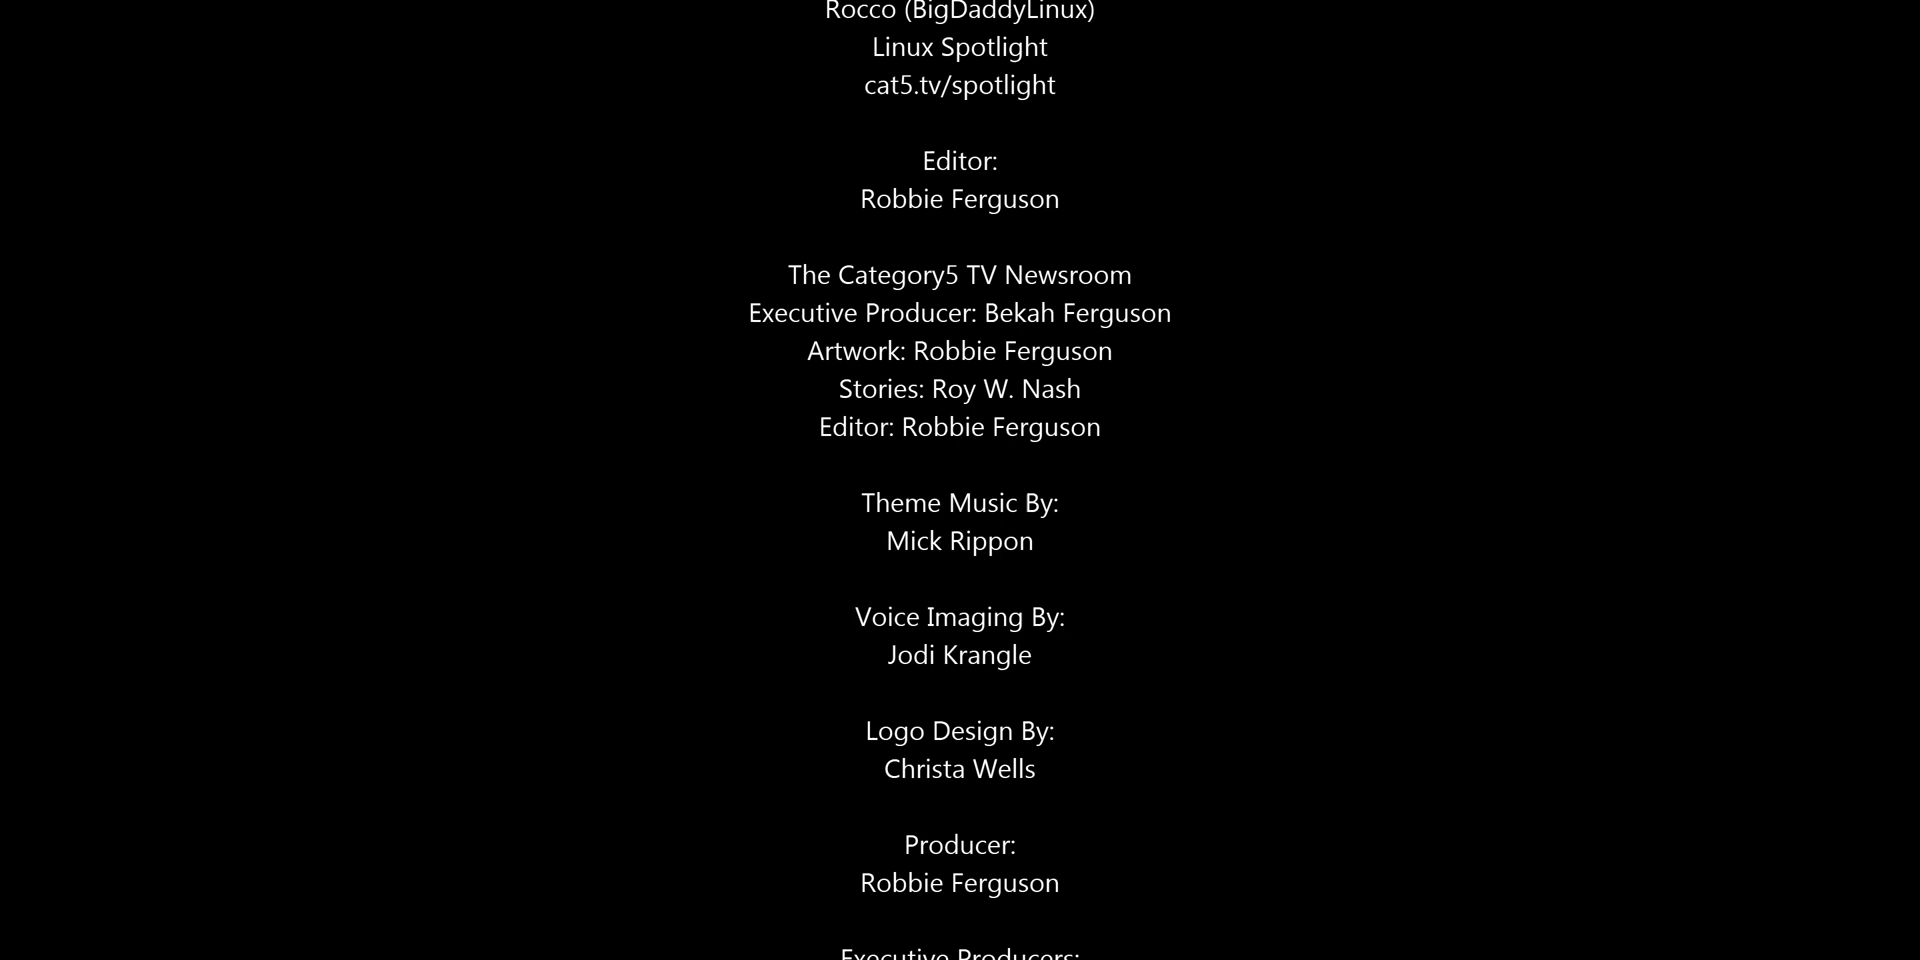 Rocco (BigDaddyLinux)
Linux Spotlight
cat5.tv/spotlight
Editor:
Robbie Ferguson
The Category5 TV Newsroom
Executive Producer: Bekah Ferguson
Artwork: Robbie Ferguson
Stories: Roy W. Nash
Editor: Robbie Ferguson
Theme Music By:
Mick Rippon
Voice Imaging By:
Jodi Krangle
Logo Design By:
Christa Wells
Producer:
Robbie Ferguson
Executive Producers: